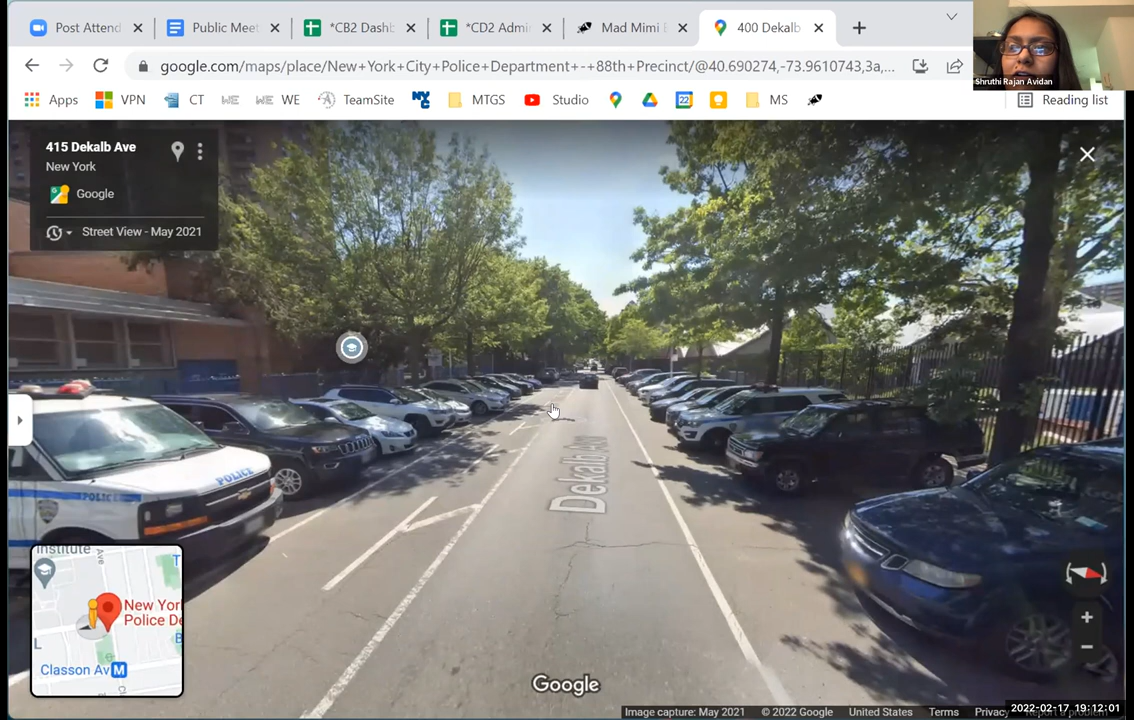 Post Attend
Public Meet
*CB2 Dashb
*CD2 Admi
Mad Mimi
400 Dekalb
google.com/maps/place/New+York+City+Police+Department+-+88th+Precinct/@40.690274,-73.9610743,3a,...
Apps
VPN
CT
WE
WE
TeamSite
MTGS
Studio
22
MS
Reading list
Shruthi Rajan Avidan
415 Dekalb Ave
New York
Google
Street View - May 2021
POLICE
POLICE
Dekalb Ave
Institute
Ave
New Yor
Police De
L
Classon Av M
Google
Image capture: May 2021 © 2022 Google United States Terms Privacy
2022-02-17 19:12:01